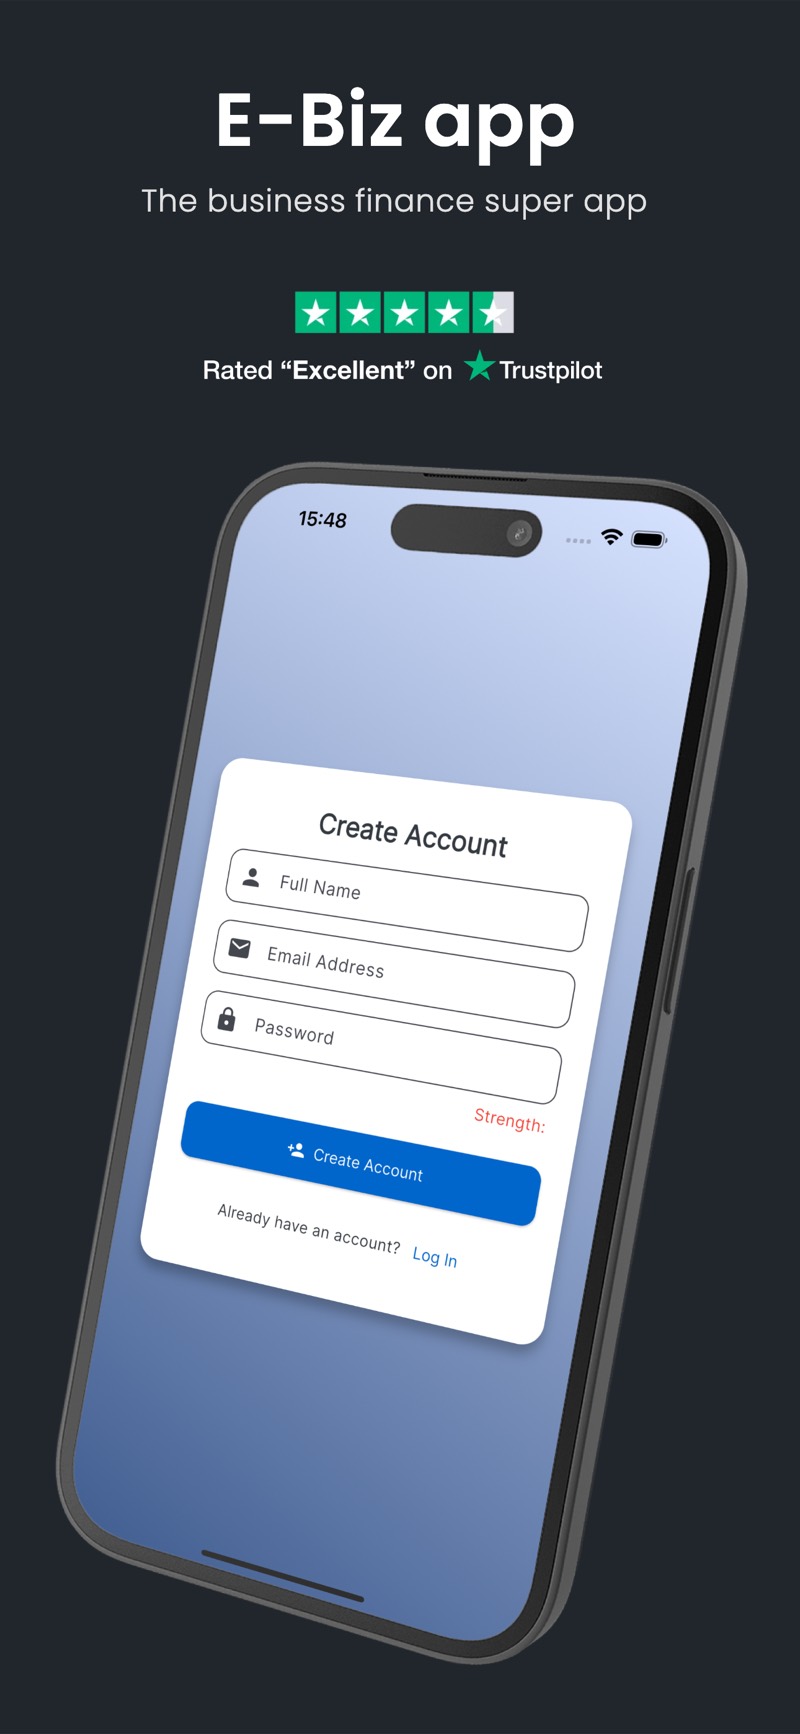 E-Biz app
The business finance super app
Rated “Excellent” on Trustpilot
15:48
Create Account
Full Name
Email Address
Password
Strength:
Create Account
Already have an account? Log In